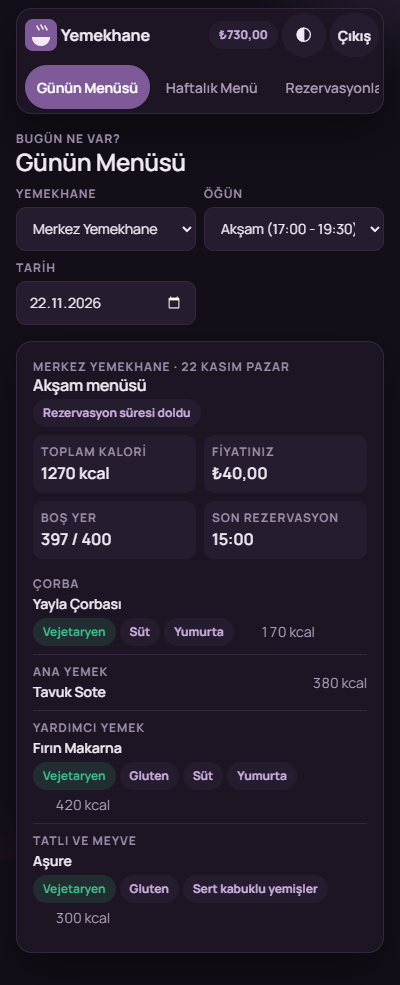 Yemekhane
₺730,00
Çıkış
Günün Menüsü
Haftalık Menü
Rezervasyonla
BUGÜN NE VAR?
Günün Menüsü
YEMEKHANE
ÖĞÜN
Merkez Yemekhane
Akşam (17:00 - 19:30)
TARİH
22.11.2026
MERKEZ YEMEKHANE · 22 KASIM PAZAR
Akşam menüsü
Rezervasyon süresi doldu
TOPLAM KALORİ
1270 kcal
FİYATINIZ
₺40,00
BOŞ YER
397 / 400
SON REZERVASYON
15:00
ÇORBA
Yayla Çorbası
Vejetaryen Süt Yumurta 170 kcal
ANA YEMEK
Tavuk Sote
380 kcal
YARDIMCI YEMEK
Fırın Makarna
Vejetaryen Gluten Süt Yumurta
420 kcal
TATLI VE MEYVE
Aşure
Vejetaryen Gluten Sert kabuklu yemişler
300 kcal